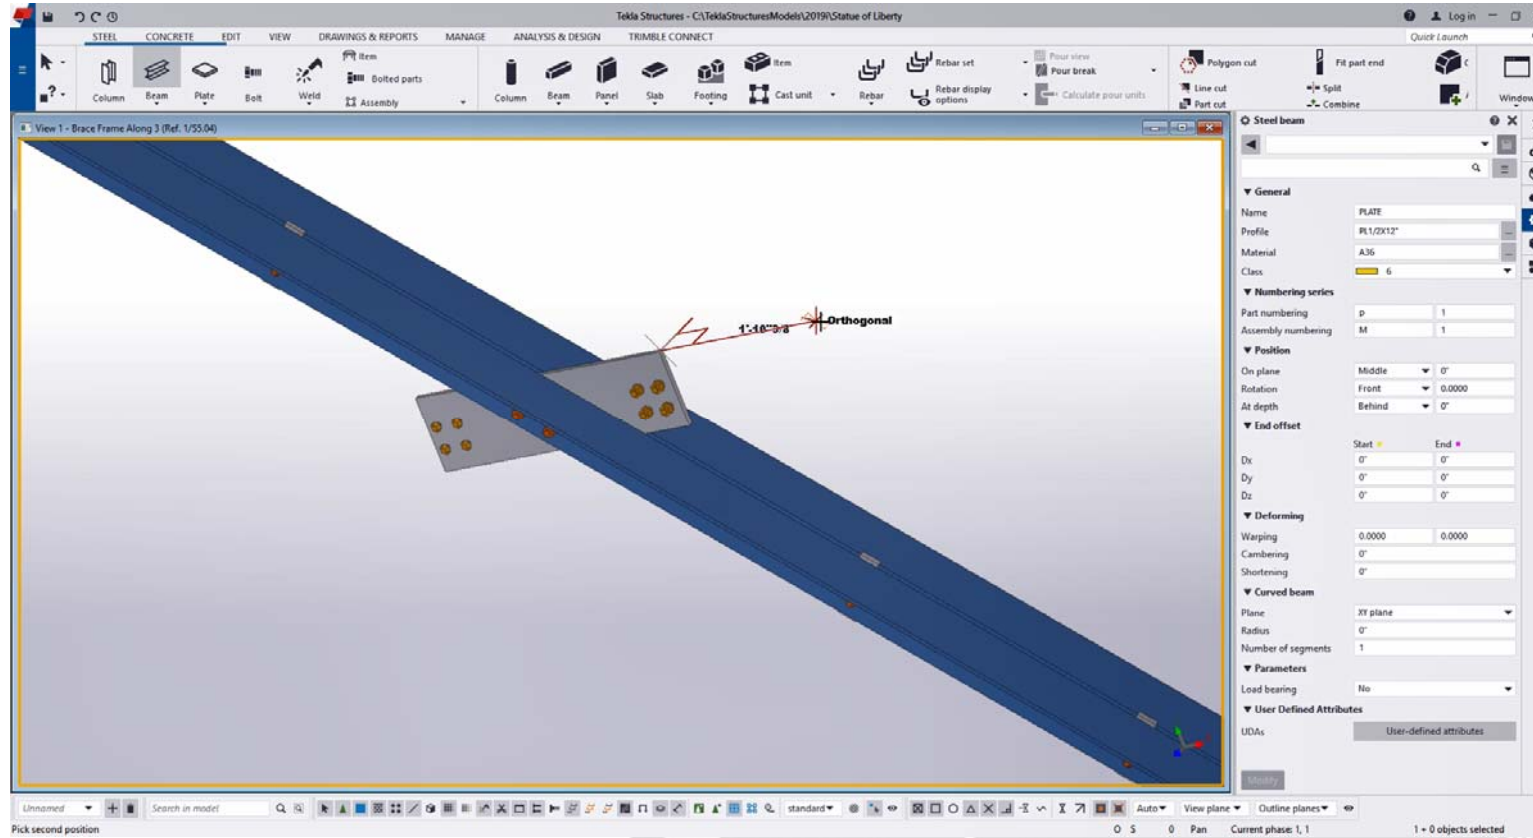 Tekla Structures - C:\TeklaStructuresModels\2019i\Statue of Liberty
Log in
STEEL CONCRETE EDIT VIEW DRAWINGS & REPORTS MANAGE ANALYSIS & DESIGN TRIMBLE CONNECT
Quick Launch
Item
Bolted parts
Assembly
Column Beam Plate Bolt Weld
Column Beam Panel Slab Footing
Item
Cast unit
Rebar
Rebar set
Rebar display
options
Pour view
Pour break
Calculate pour units
Polygon cut
Line cut
Part cut
Fit part end
Split
Combine
Window
View 1 - Brace Frame Along 3 (Ref. 1/55.04)
Orthogonal
Steel beam
General
Name PLATE
Profile PL1/2X12"
Material A36
Class 6
Numbering series
Part numbering p 1
Assembly numbering M 1
Position
On plane Middle 0"
Rotation Front 0.0000
At depth Behind 0"
End offset
Start End
Dx 0" 0"
Dy 0" 0"
Dz 0" 0"
Deforming
Warping 0.0000 0.0000
Cambering 0"
Shortening 0"
Curved beam
Plane XY plane
Radius 0"
Number of segments 1
Parameters
Load bearing No
User Defined Attributes
UDAs User-defined attributes
Modify
Unnamed Search in model standard Auto View plane Outline planes
Pick second position O S 0 Pan Current phase: 1, 1 1 + 0 objects selected